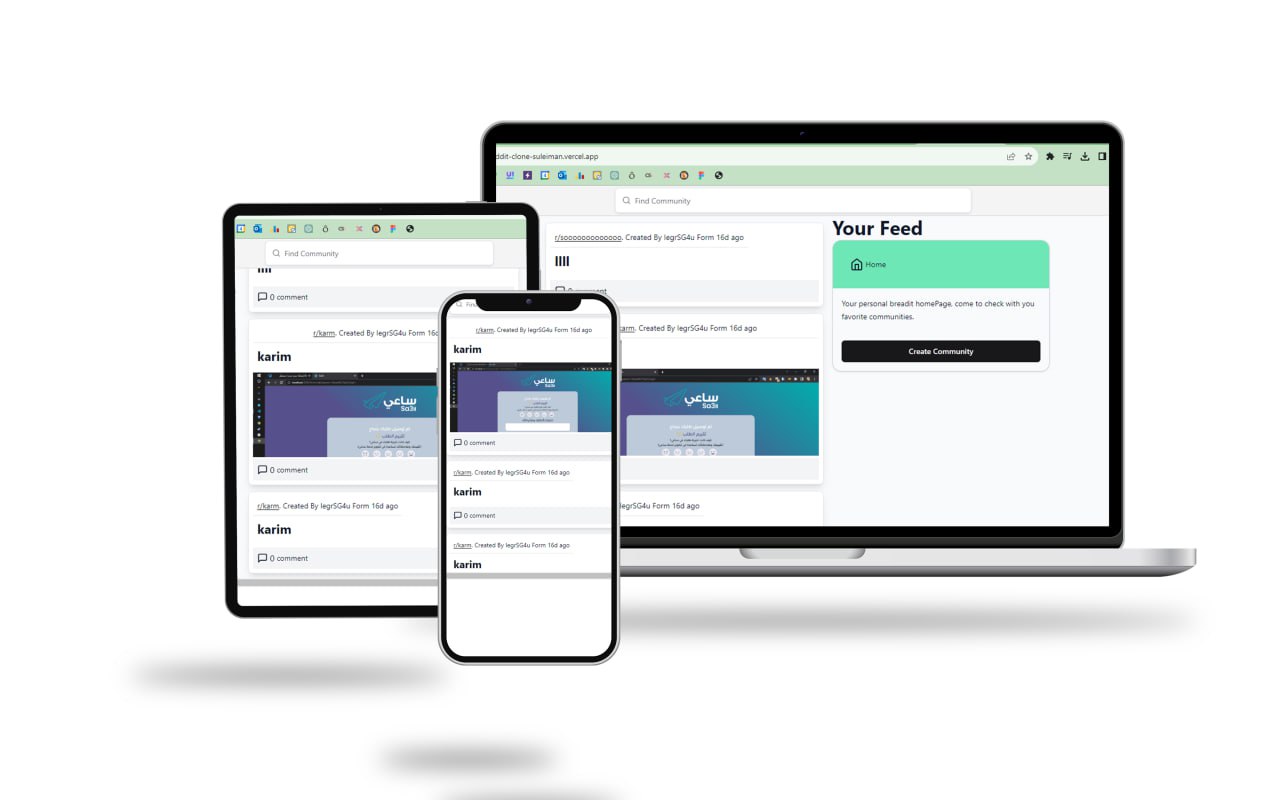 ddit-clone-suleiman.vercel.app
Find Community
r/sooooooooooooo. Created By legrSG4u Form 16d ago
llll
0 comment
Your Feed
Home
Your personal breadit homePage, come to check with you
favorite communities.
Create Community
karm. Created By legrSG4u Form 16d ago
ساعي
Sa3i
r/karm. Created By legrSG4u Form 16d ago
Find Community
llll
0 comment
r/karm. Created By legrSG4u Form 16d
karim
ساعي
Sa3i
0 comment
r/karm. Created By legrSG4u Form 16d ago
karim
0 comment
r/karm. Created By legrSG4u Form 16d ago
karim
ساعي
Sa3i
0 comment
r/karm. Created By legrSG4u Form 16d ago
karim
0 comment
r/karm. Created By legrSG4u Form 16d ago
karim